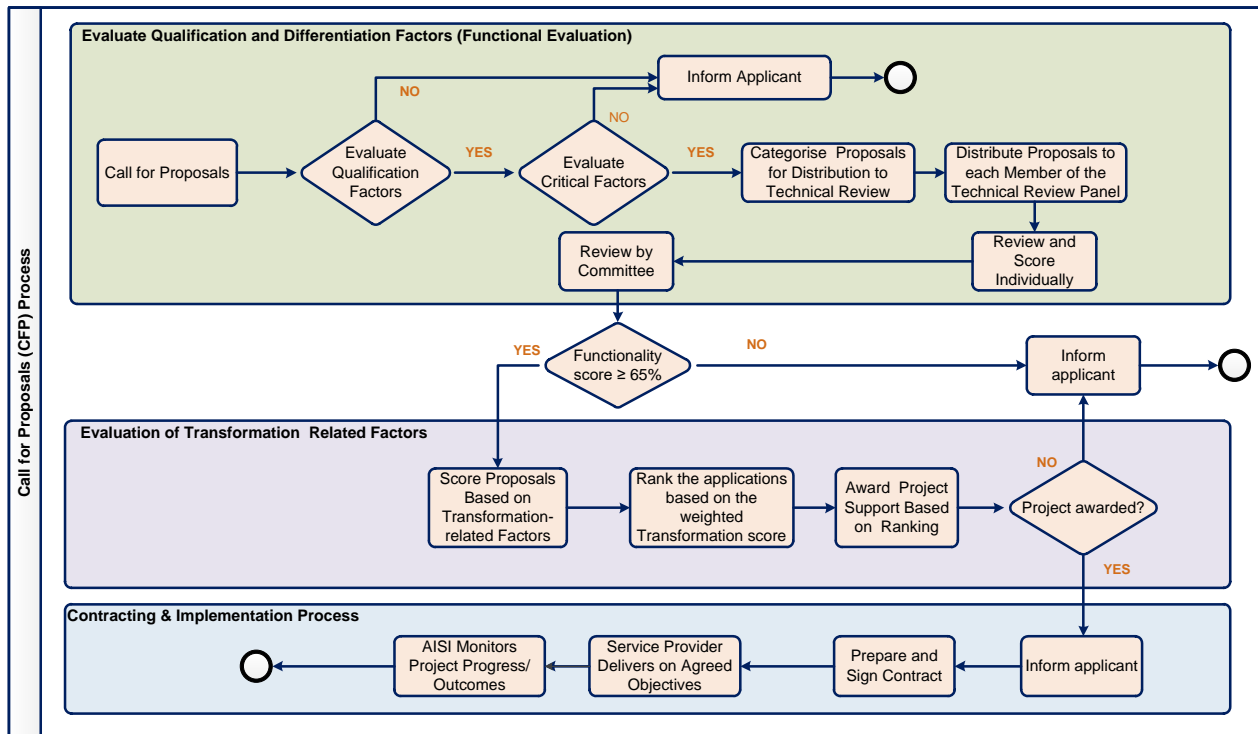 Call for Proposals (CFP) Process
Evaluate Qualification and Differentiation Factors (Functional Evaluation)
Inform Applicant
NO
NO
Call for Proposals
Evaluate
Qualification
Factors
YES
Evaluate
Critical Factors
YES
Categorise Proposals
for Distribution to
Technical Review
Distribute Proposals to
each Member of the
Technical Review Panel
Review and
Score
Individually
Review by
Committee
YES
Functionality
score ≥ 65%
NO
Inform
applicant
Evaluation of Transformation Related Factors
Score Proposals
Based on
Transformation-
related Factors
Rank the applications
based on the
weighted
Transformation score
Award Project
Support Based
on Ranking
NO
Project awarded?
YES
Contracting & Implementation Process
AISI Monitors
Project Progress/
Outcomes
Service Provider
Delivers on Agreed
Objectives
Prepare and
Sign Contract
Inform applicant